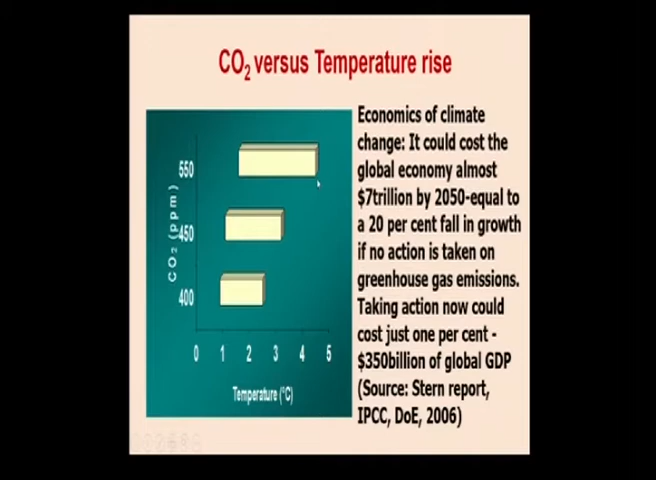 CO2 versus Temperature rise
Economics of climate
change: It could cost the
global economy almost
$7trillion by 2050-equal to
a 20 per cent fall in growth
if no action is taken on
greenhouse gas emissions.
Taking action now could
cost just one per cent -
$350billion of global GDP
(Source: Stern report,
IPCC, DoE, 2006)
CO2 (ppm)
550
450
400
0 1 2 3 4 5
Temperature (°C)